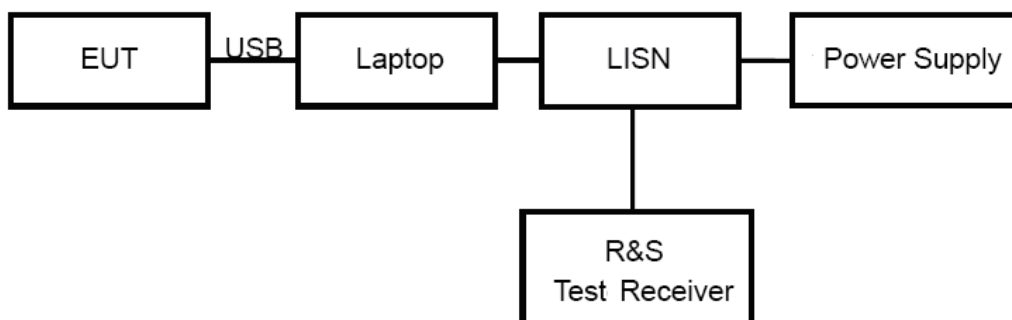 EUT
USB
Laptop
LISN
Power Supply
R&S
Test Receiver